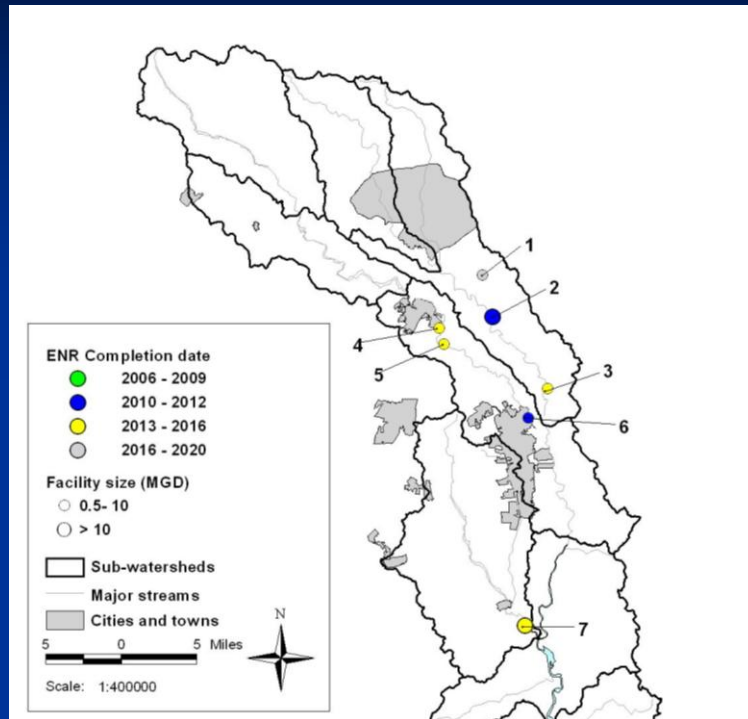 1
2
3
4
5
6
7
ENR Completion date
2006 - 2009
2010 - 2012
2013 - 2016
2016 - 2020
Facility size (MGD)
0.5- 10
> 10
Sub-watersheds
Major streams
Cities and towns
N
5 0 5 Miles
Scale: 1:400000